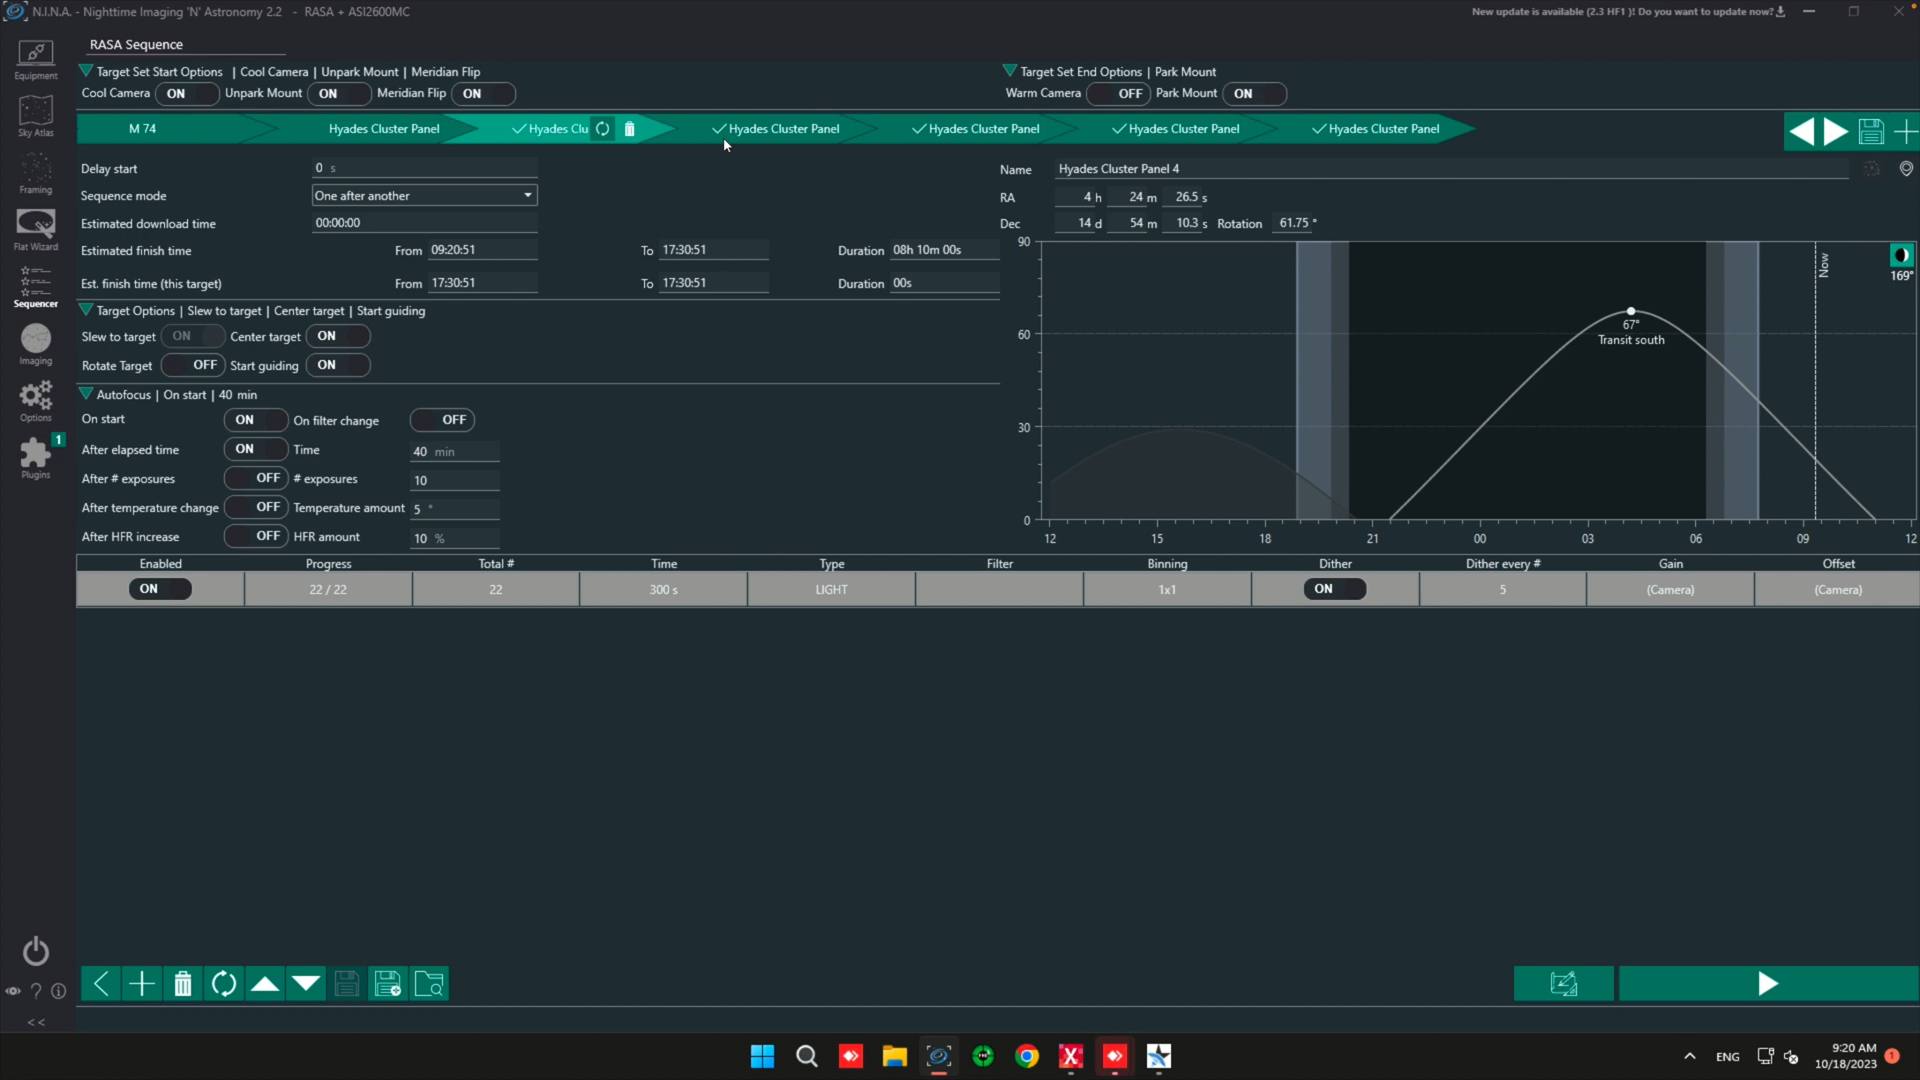 N.I.N.A. - Nighttime Imaging 'N' Astronomy 2.2 - RASA + ASI2600MC
New update is available (2.3 HF1 )! Do you want to update now?
RASA Sequence
Target Set Start Options | Cool Camera | Unpark Mount | Meridian Flip
Target Set End Options | Park Mount
Cool Camera ON Unpark Mount ON Meridian Flip ON
Warm Camera OFF Park Mount ON
M 74
Hyades Cluster Panel
Hyades Clu
Hyades Cluster Panel
Hyades Cluster Panel
Hyades Cluster Panel
Hyades Cluster Panel
Equipment
Sky Atlas
Framing
Flat Wizard
Sequencer
Imaging
Options
1
Plugins
Delay start 0 s
Sequence mode One after another
Estimated download time 00:00:00
Estimated finish time From 09:20:51 To 17:30:51 Duration 08h 10m 00s
Est. finish time (this target) From 17:30:51 To 17:30:51 Duration 00s
Target Options | Slew to target | Center target | Start guiding
Slew to target ON Center target ON
Rotate Target OFF Start guiding ON
Autofocus | On start | 40 min
On start ON On filter change OFF
After elapsed time ON Time 40 min
After # exposures OFF # exposures 10
After temperature change OFF Temperature amount 5 °
After HFR increase OFF HFR amount 10 %
Name Hyades Cluster Panel 4
RA 4 h 24 m 26.5 s
Dec 14 d 54 m 10.3 s Rotation 61.75 °
90
60
30
0
Now
169°
67°
Transit south
12 15 18 21 00 03 06 09 12
Enabled Progress Total # Time Type Filter Binning Dither Dither every # Gain Offset
ON 22 / 22 22 300 s LIGHT 1x1 ON 5 (Camera) (Camera)
?
<<
ENG
9:20 AM
10/18/2023
1